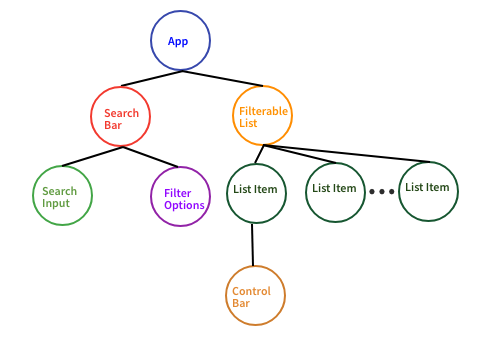 App
Search
Bar
Filterable
List
Search
Input
Filter
Options
List Item
List Item
List Item
Control
Bar